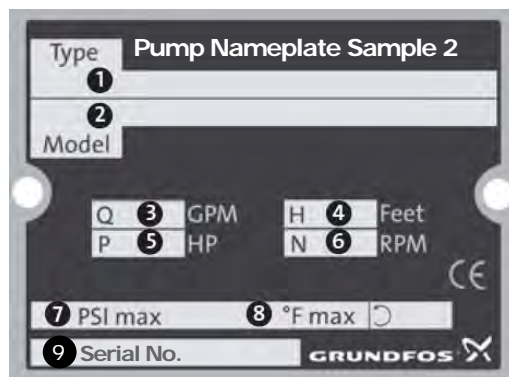 Type Pump Nameplate Sample 2
1
2
Model
Q 3 GPM H 4 Feet
P 5 HP N 6 RPM
CE
7 PSI max 8 °F max
9 Serial No. GRUNDFOS